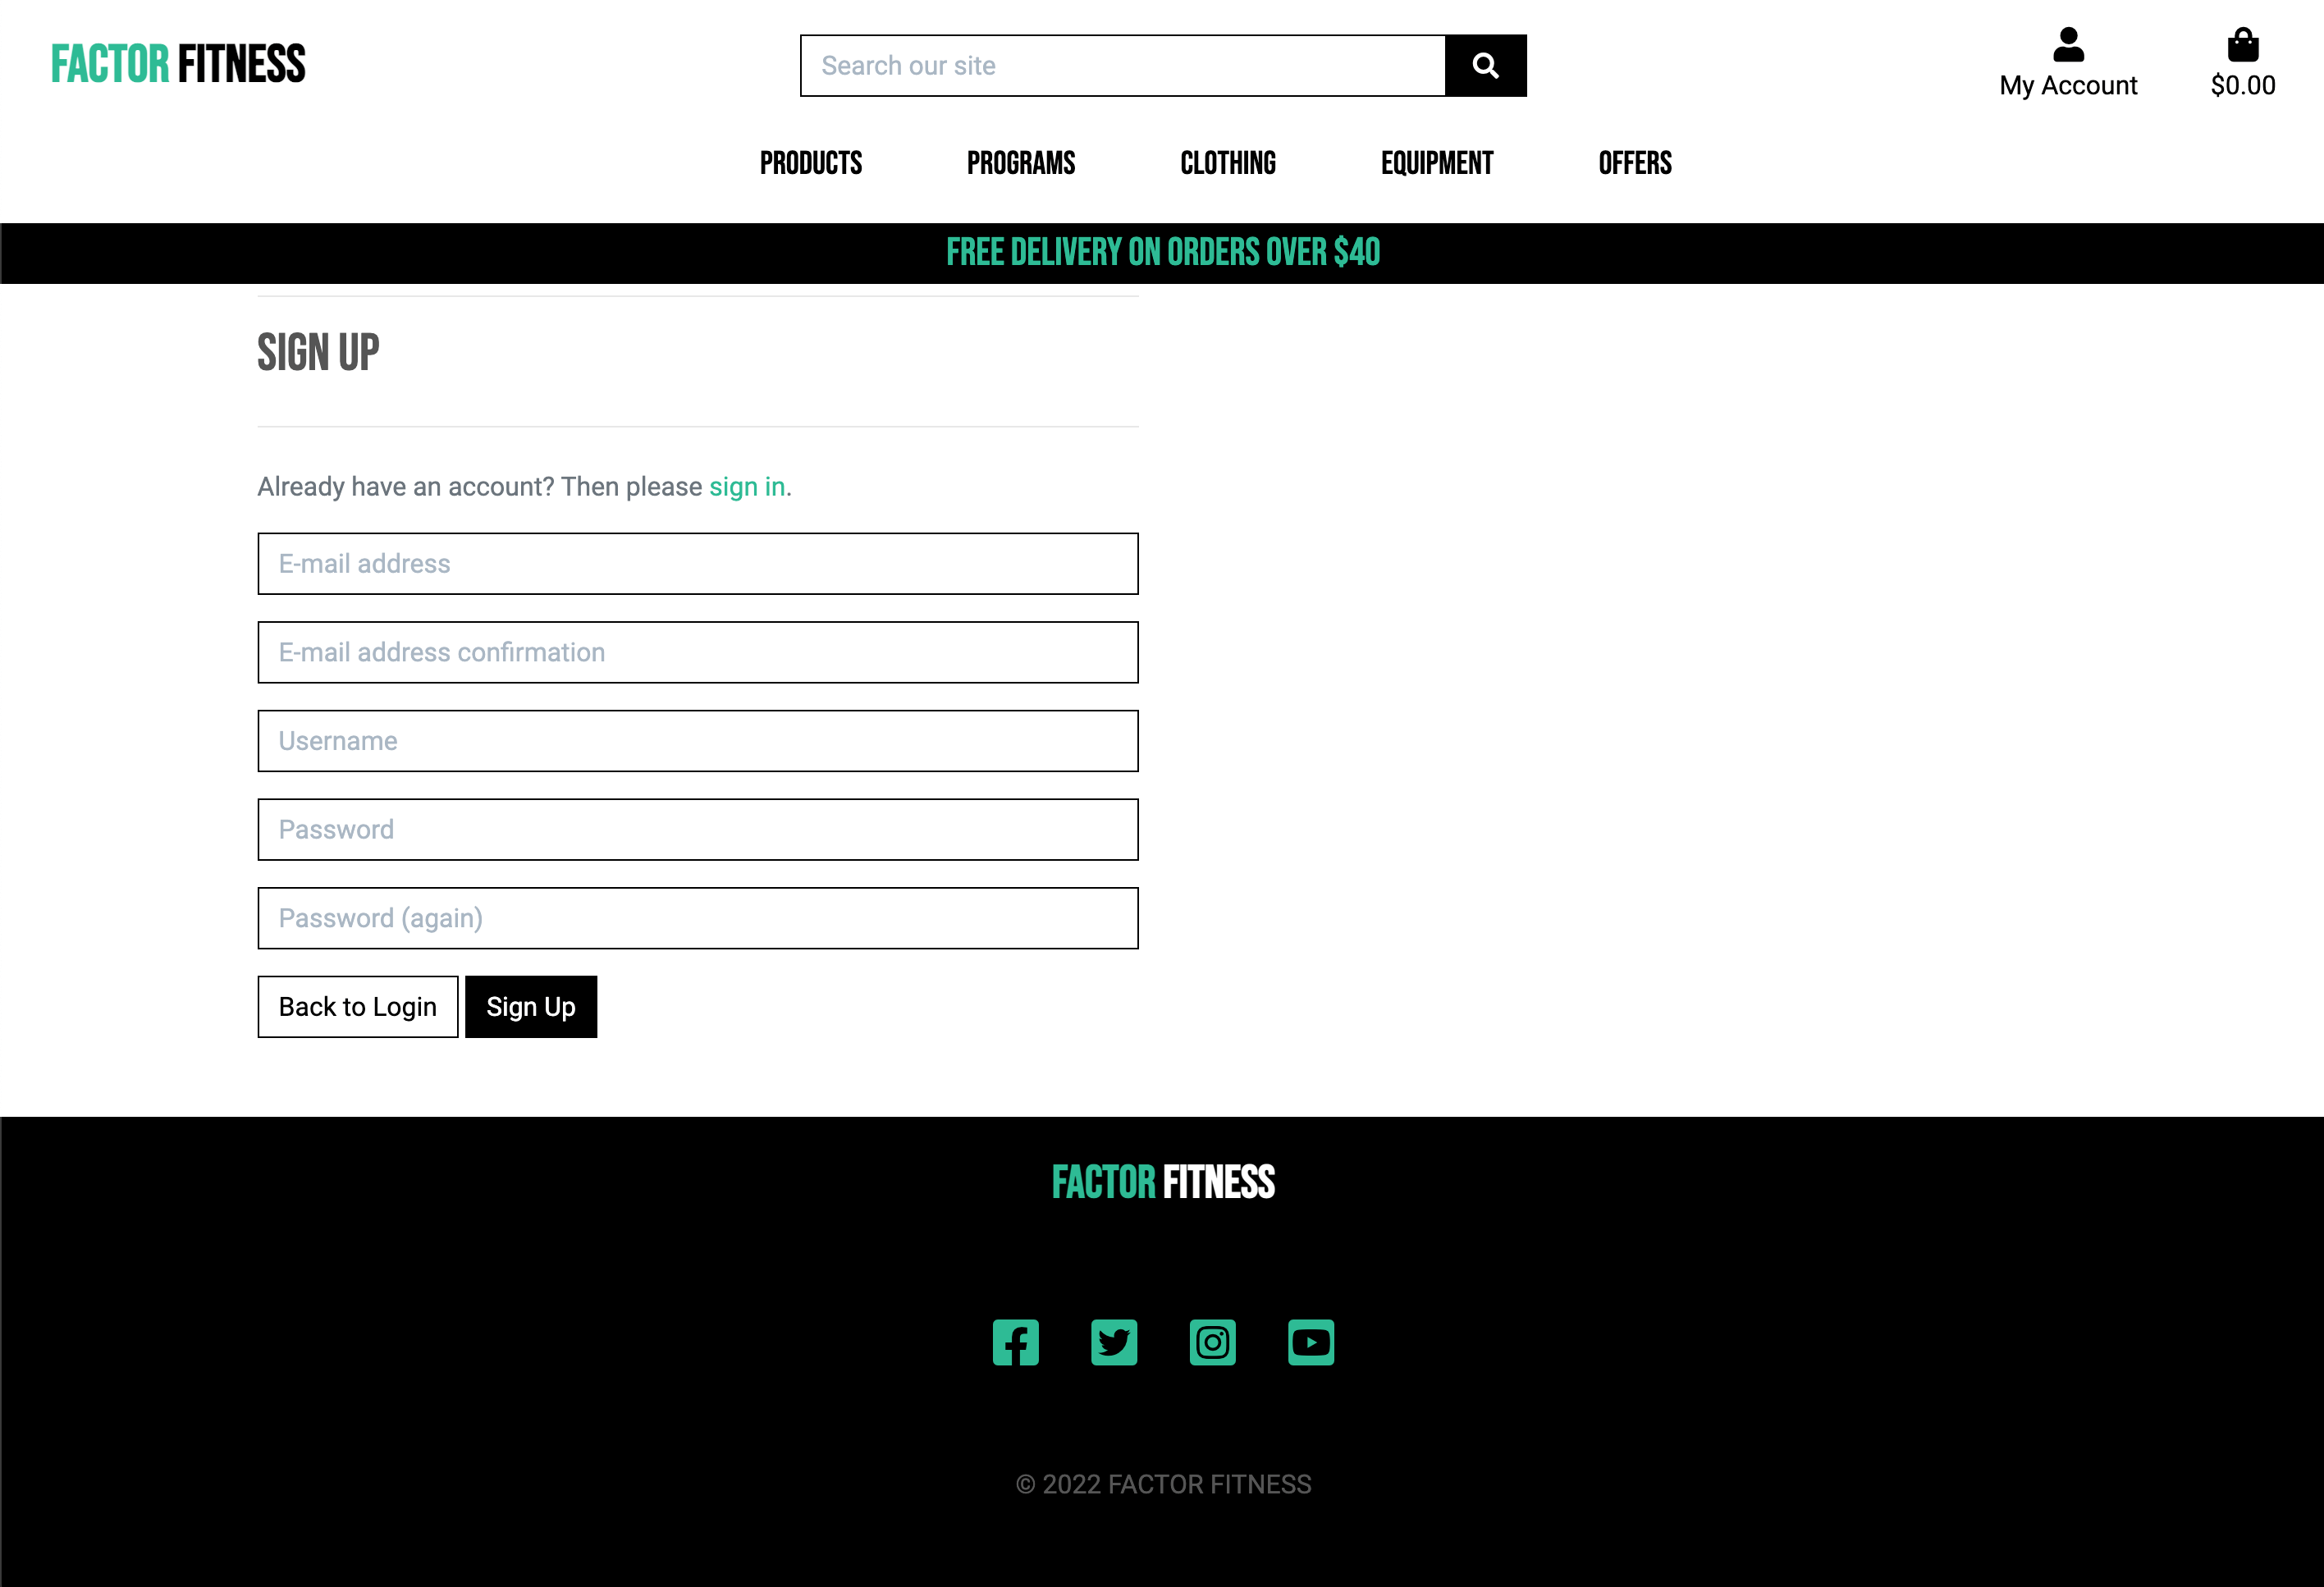 FACTOR FITNESS
Search our site
My Account
$0.00
PRODUCTS PROGRAMS CLOTHING EQUIPMENT OFFERS
FREE DELIVERY ON ORDERS OVER $40
SIGN UP
Already have an account? Then please sign in.
E-mail address
E-mail address confirmation
Username
Password
Password (again)
Back to Login Sign Up
FACTOR FITNESS
© 2022 FACTOR FITNESS